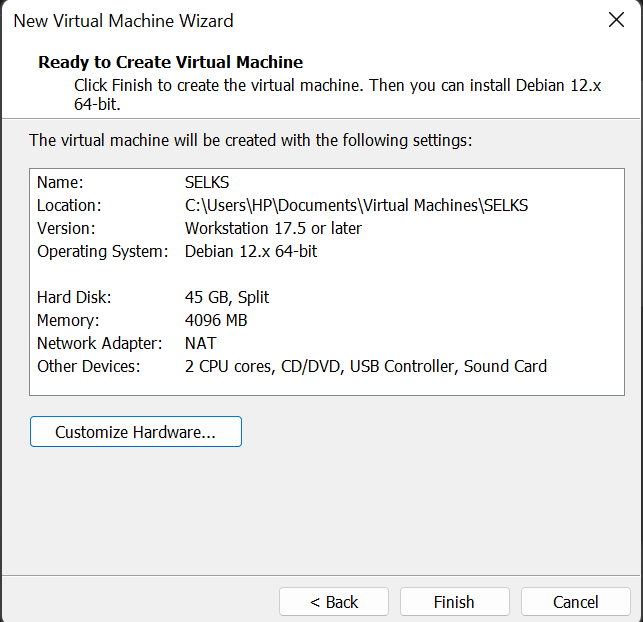 New Virtual Machine Wizard
Ready to Create Virtual Machine
Click Finish to create the virtual machine. Then you can install Debian 12.x
64-bit.
The virtual machine will be created with the following settings:
Name: SELKS
Location: C:\Users\HP\Documents\Virtual Machines\SELKS
Version: Workstation 17.5 or later
Operating System: Debian 12.x 64-bit
Hard Disk: 45 GB, Split
Memory: 4096 MB
Network Adapter: NAT
Other Devices: 2 CPU cores, CD/DVD, USB Controller, Sound Card
Customize Hardware...
< Back Finish Cancel